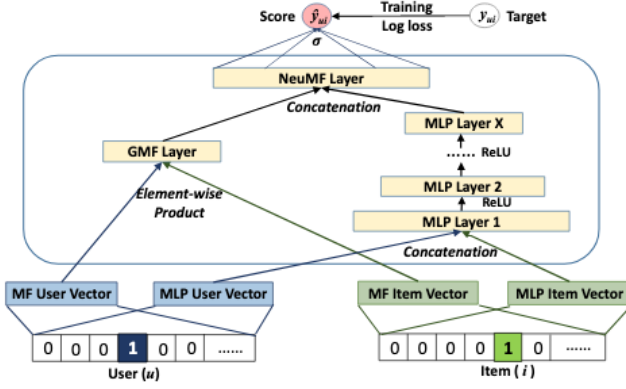 Score ŷui Training yui Target
Log loss
σ
NeuMF Layer
Concatenation
MLP Layer X
GMF Layer
...... ReLU
Element-wise
Product
MLP Layer 2
ReLU
MLP Layer 1
Concatenation
MF User Vector MLP User Vector MF Item Vector MLP Item Vector
0 0 0 1 0 0 ...... 0 0 0 0 1 0 ......
User (u) Item ( i )